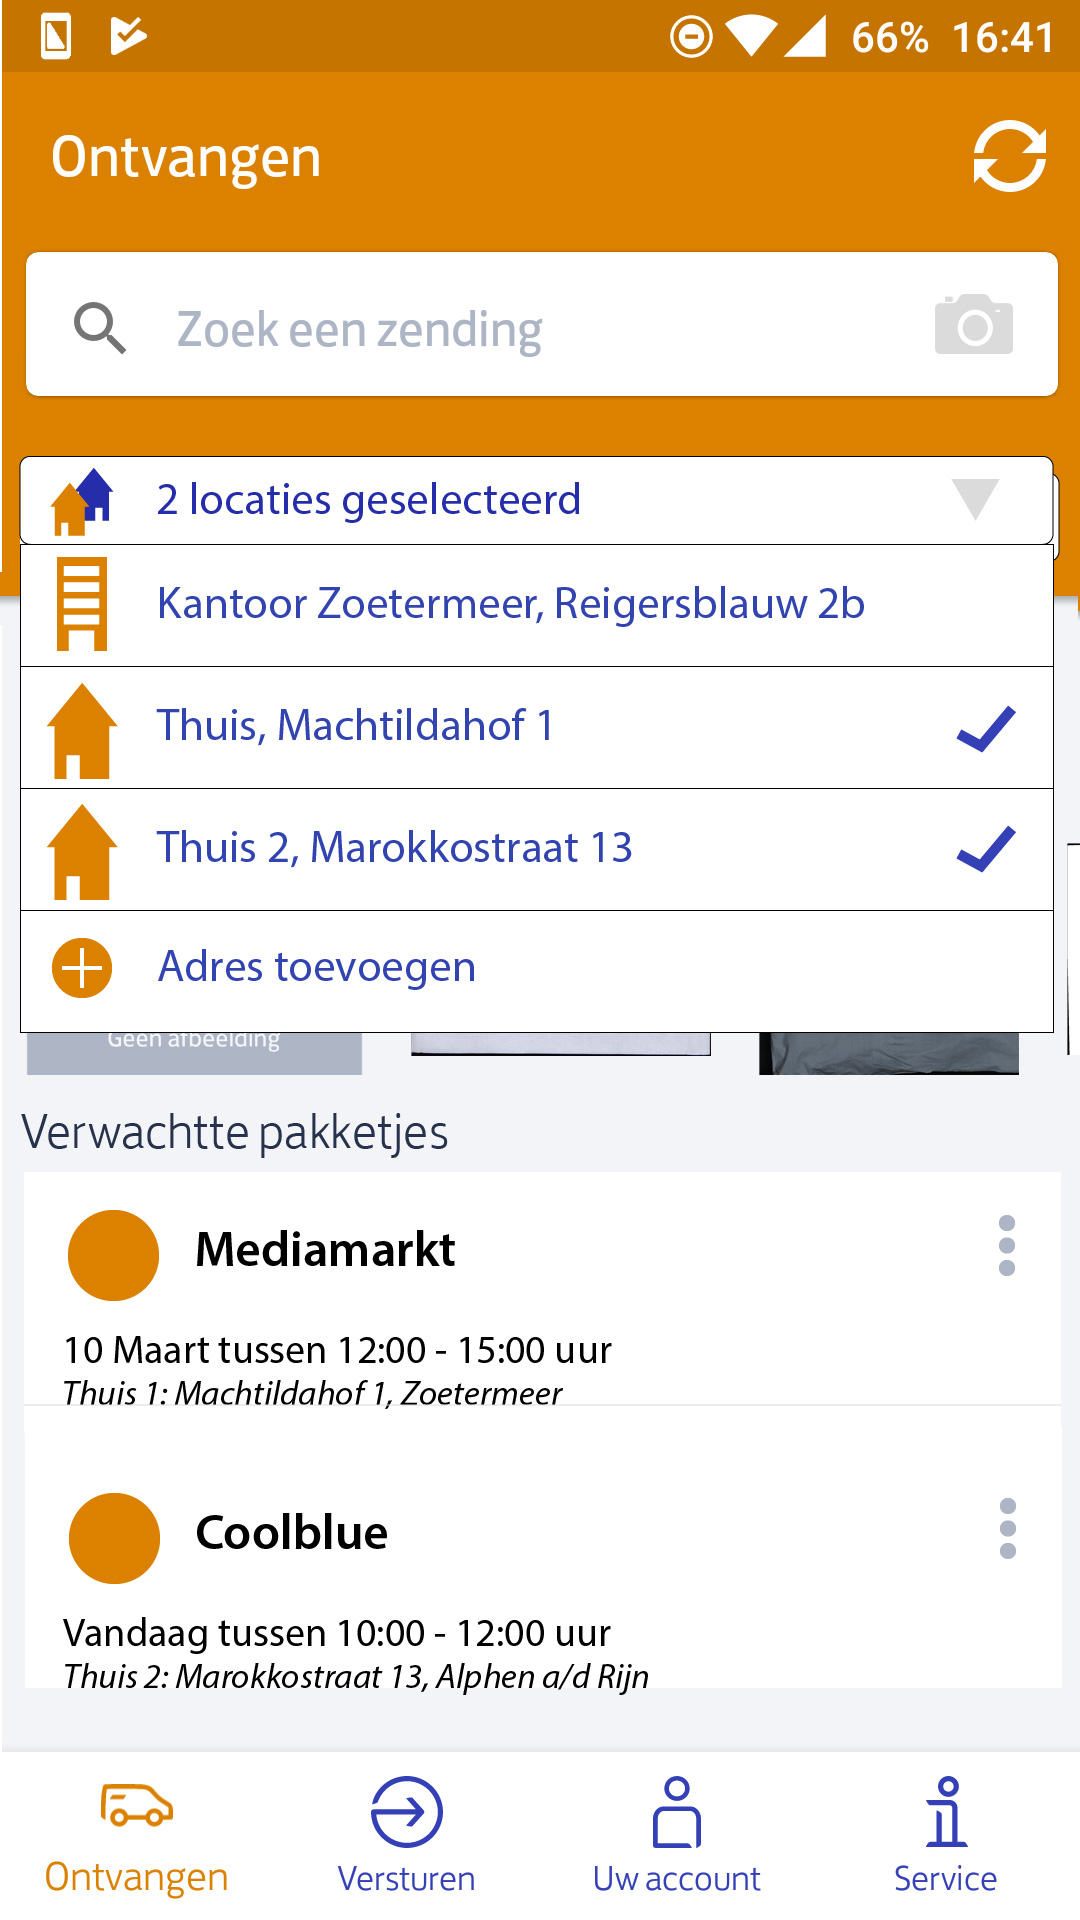 66% 16:41
Ontvangen
Zoek een zending
2 locaties geselecteerd
Kantoor Zoetermeer, Reigersblauw 2b
Thuis, Machtildahof 1
Thuis 2, Marokkostraat 13
Adres toevoegen
Geen afbeelding
Verwachtte pakketjes
Mediamarkt
10 Maart tussen 12:00 - 15:00 uur
Thuis 1: Machtildahof 1, Zoetermeer
Coolblue
Vandaag tussen 10:00 - 12:00 uur
Thuis 2: Marokkostraat 13, Alphen a/d Rijn
Ontvangen Versturen Uw account Service